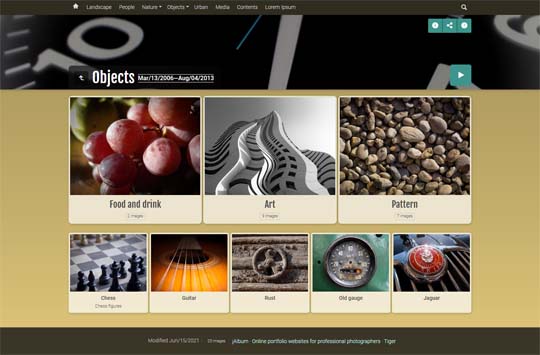 Landscape People Nature Objects Urban Media Contents Lorem Ipsum
Objects Mar/13/2006—Aug/04/2013
Food and drink Art Pattern
2 images 9 images 7 images
Chess Guitar Rust Old gauge Jaguar
Chess figures
Modified Jun/15/2021 23 images jAlbum · Online portfolio websites for professional photographers · Tiger